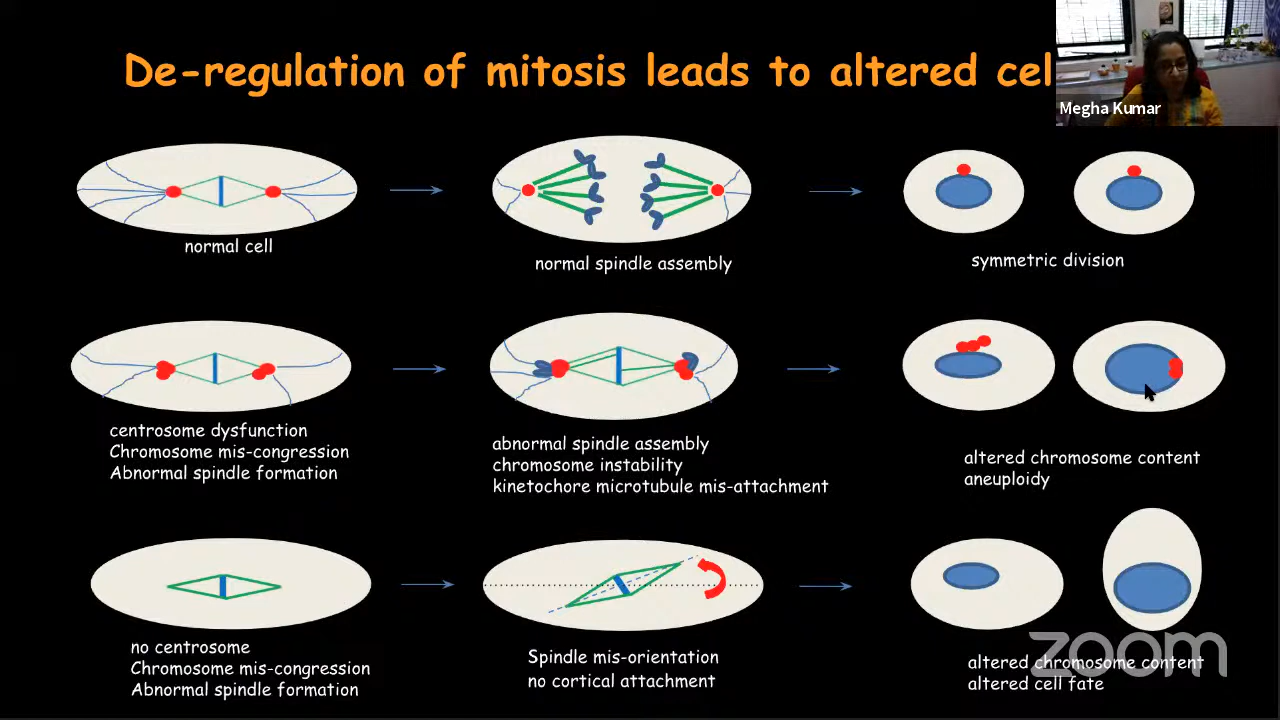 De-regulation of mitosis leads to altered cel
Megha Kumar
normal cell
normal spindle assembly
symmetric division
centrosome dysfunction
Chromosome mis-congression
Abnormal spindle formation
abnormal spindle assembly
chromosome instability
kinetochore microtubule mis-attachment
altered chromosome content
aneuploidy
no centrosome
Chromosome mis-congression
Abnormal spindle formation
Spindle mis-orientation
no cortical attachment
altered chromosome content
altered cell fate
zoom